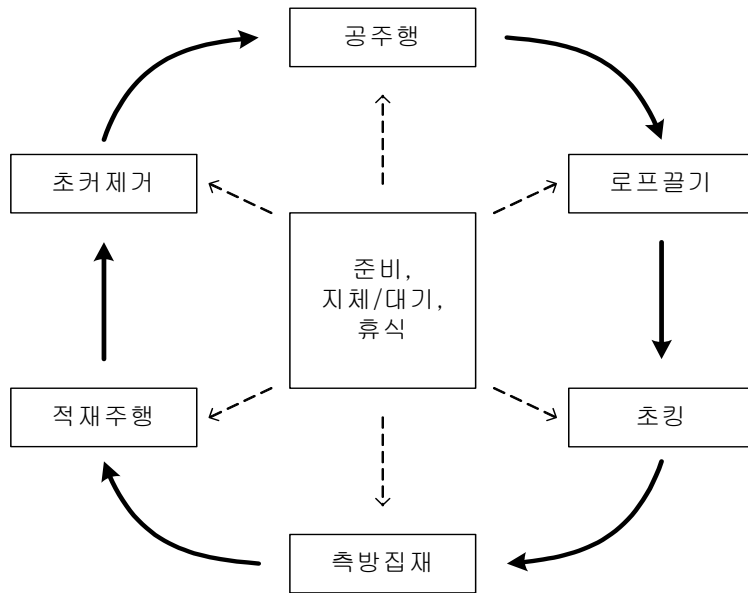 공주행
초커제거
로프끌기
준비,
지체/대기,
휴식
적재주행
초킹
측방집재